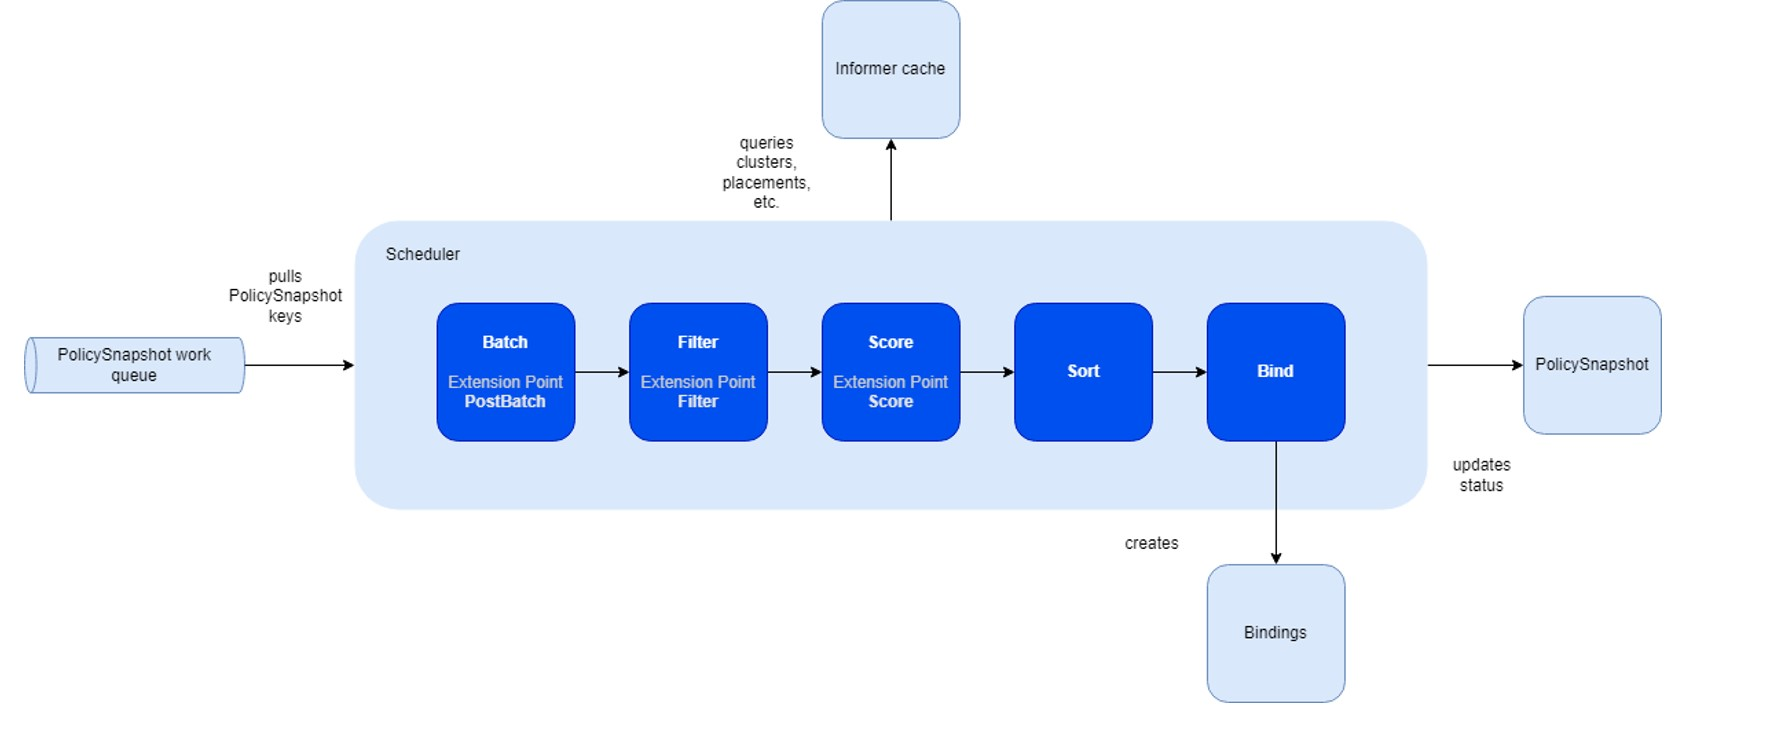 Informer cache
queries
clusters,
placements,
etc.
Scheduler
pulls
PolicySnapshot
keys
PolicySnapshot work
queue
Batch
Extension Point
PostBatch
Filter
Extension Point
Filter
Score
Extension Point
Score
Sort
Bind
PolicySnapshot
updates
status
creates
Bindings